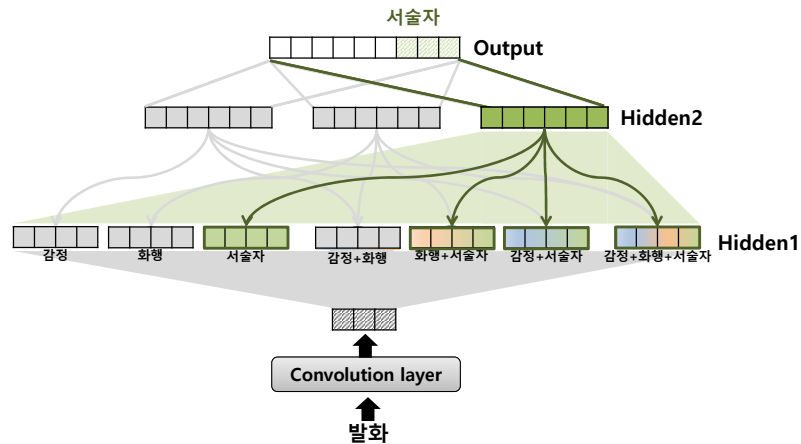 서술자
Output
Hidden2
Hidden1
감정
화행
서술자
감정+화행
화행+서술자
감정+서술자
감정+화행+서술자
Convolution layer
발화